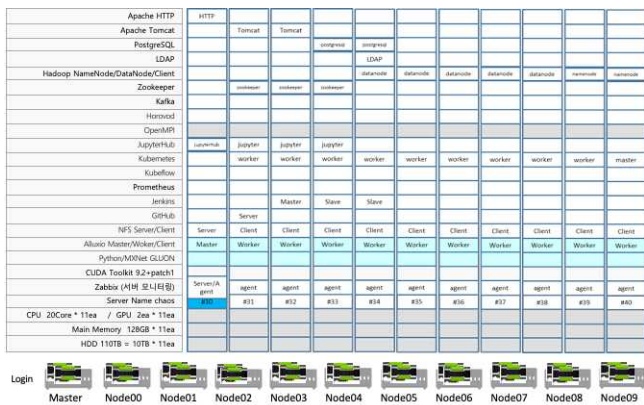 Apache HTTP HTTP
Apache Tomcat Tomcat Tomcat
PostgreSQL postgresql postgresql
LDAP LDAP
Hadoop NameNode/DataNode/Client datanode datanode datanode datanode datanode namenode namenode
Zookeeper zookeeper zookeeper zookeeper
Kafka
Horovod
OpenMPI
JupyterHub jupyterhub jupyter jupyter jupyter
Kubernetes worker worker worker worker worker worker worker worker worker master
Kubeflow
Prometheus
Jenkins Master Slave Slave
GitHub Server
NFS Server/Client Server Client Client Client Client Client Client Client Client Client Client
Alluxio Master/Woker/Client Master Worker Worker Worker Worker Worker Worker Worker Worker Worker Worker
Python/MXNet GLUON
CUDA Toolkit 9.2+patch1
Zabbix (서버 모니터링) Server/Agent agent agent agent agent agent agent agent agent agent agent
Server Name chaos #30 #31 #32 #33 #34 #35 #36 #37 #38 #39 #40
CPU 20Core * 11ea / GPU 2ea * 11ea
Main Memory 128GB * 11ea
HDD 110TB = 10TB * 11ea
Login
Master Node00 Node01 Node02 Node03 Node04 Node05 Node06 Node07 Node08 Node09